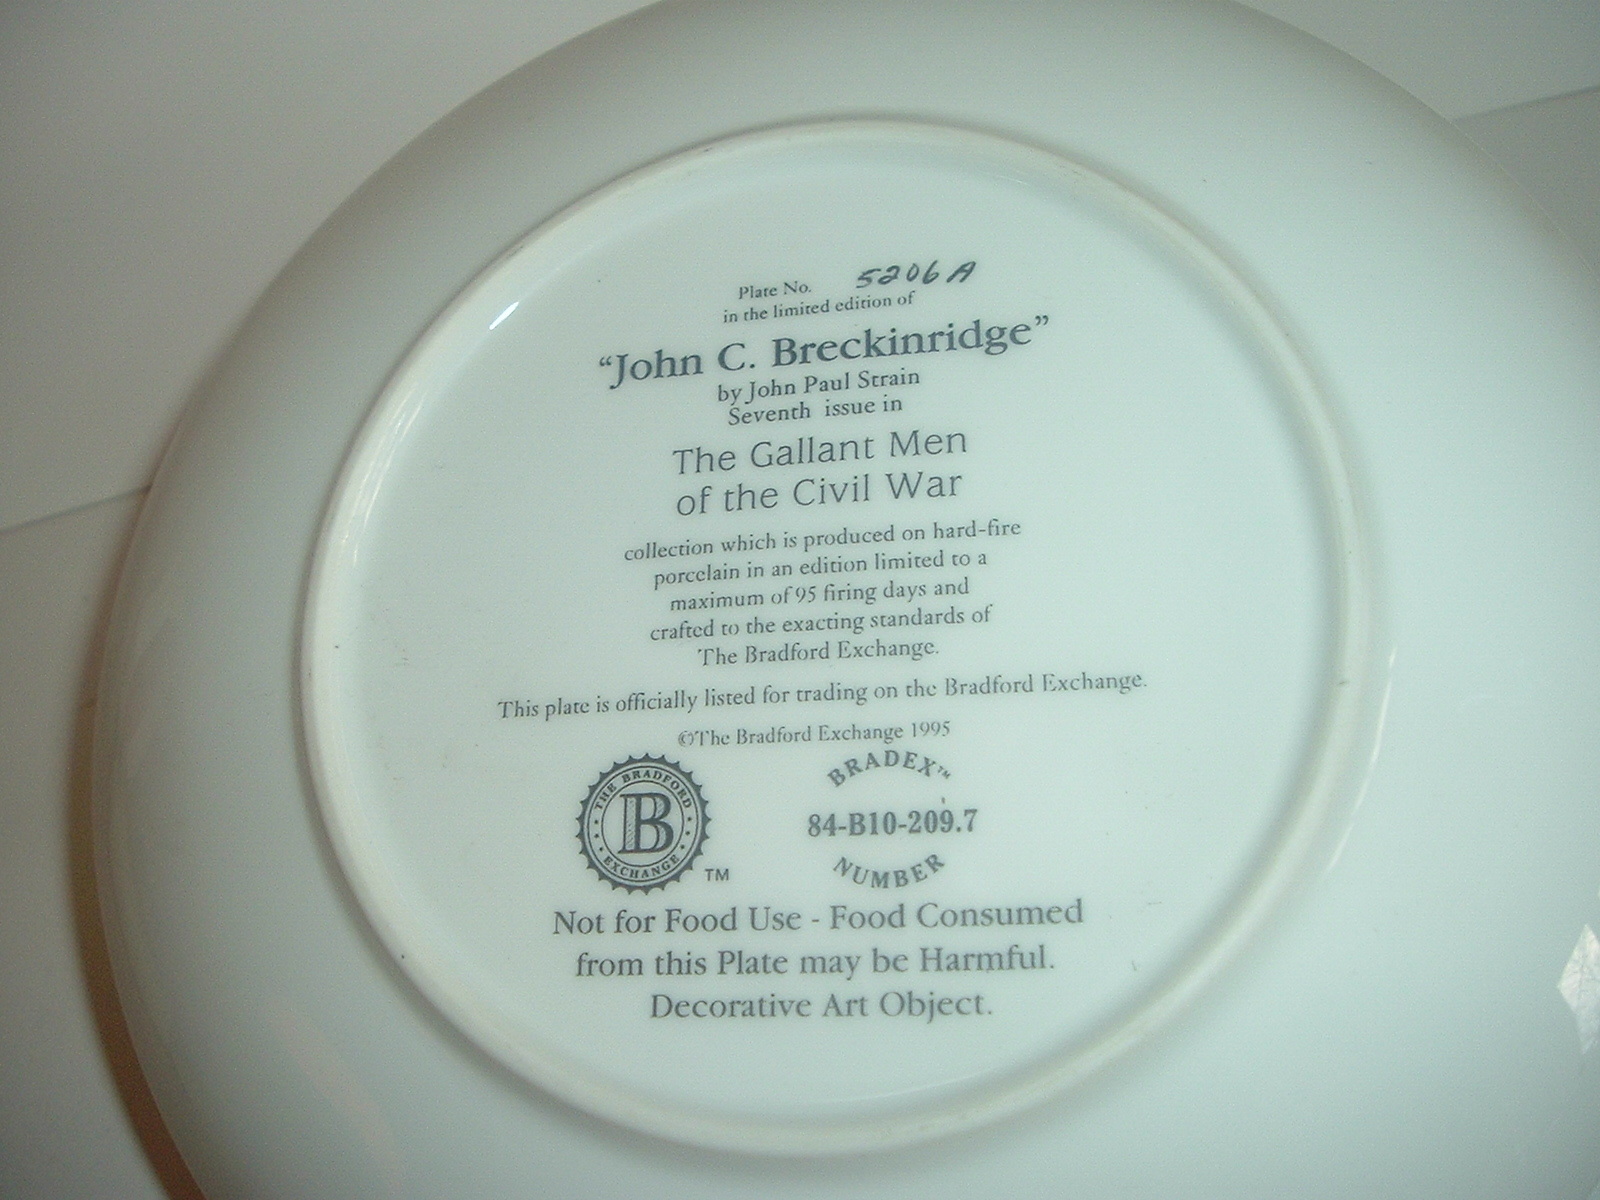 Plate No. 5206A
in the limited edition of
“John C. Breckinridge”
by John Paul Strain
Seventh issue in
The Gallant Men
of the Civil War
collection which is produced on hard-fire
porcelain in an edition limited to a
maximum of 95 firing days and
crafted to the exacting standards of
The Bradford Exchange.
This plate is officially listed for trading on the Bradford Exchange.
©The Bradford Exchange 1995
THE BRADFORD
B
EXCHANGE
TM
BRADEX™
84-B10-209.7
NUMBER
Not for Food Use - Food Consumed
from this Plate may be Harmful.
Decorative Art Object.